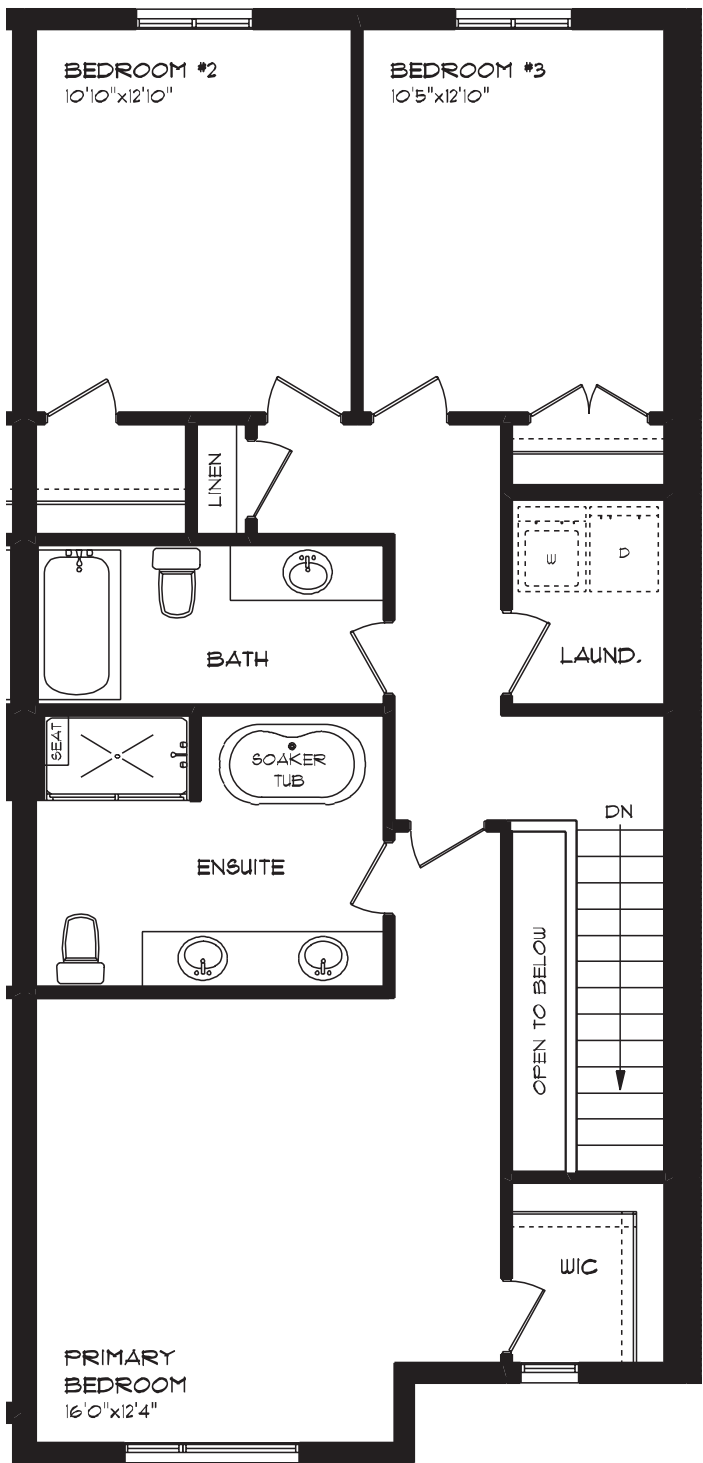 BEDROOM #2
10'10"x12'10"
BEDROOM #3
10'5"x12'10"
LINEN
W
D
BATH
LAUND.
SEAT
SOAKER
TUB
DN
ENSUITE
OPEN TO BELOW
WIC
PRIMARY
BEDROOM
16'0"x12'4"